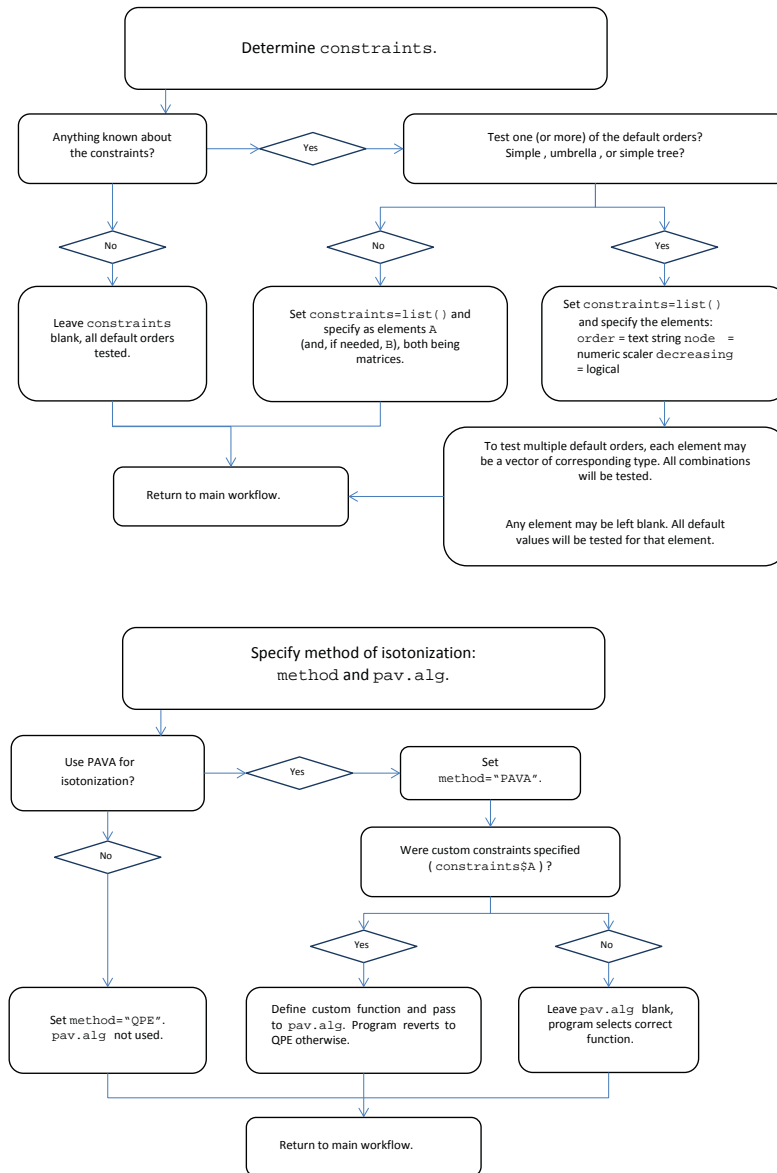 Determine constraints.
Anything known about
the constraints?
Yes
Test one (or more) of the default orders?
Simple , umbrella , or simple tree?
No
No
Yes
Leave constraints
blank, all default orders
tested.
Set constraints=list() and
specify as elements A
(and, if needed, B), both being
matrices.
Set constraints=list()
and specify the elements:
order = text string node =
numeric scaler decreasing
= logical
To test multiple default orders, each element may
be a vector of corresponding type. All combinations
will be tested.
Any element may be left blank. All default
values will be tested for that element.
Return to main workflow.
Specify method of isotonization:
method and pav.alg.
Use PAVA for
isotonization?
Yes
Set
method="PAVA".
No
Were custom constraints specified
( constraints$A ) ?
Yes
No
Set method="QPE".
pav.alg not used.
Define custom function and pass
to pav.alg. Program reverts to
QPE otherwise.
Leave pav.alg blank,
program selects correct
function.
Return to main workflow.